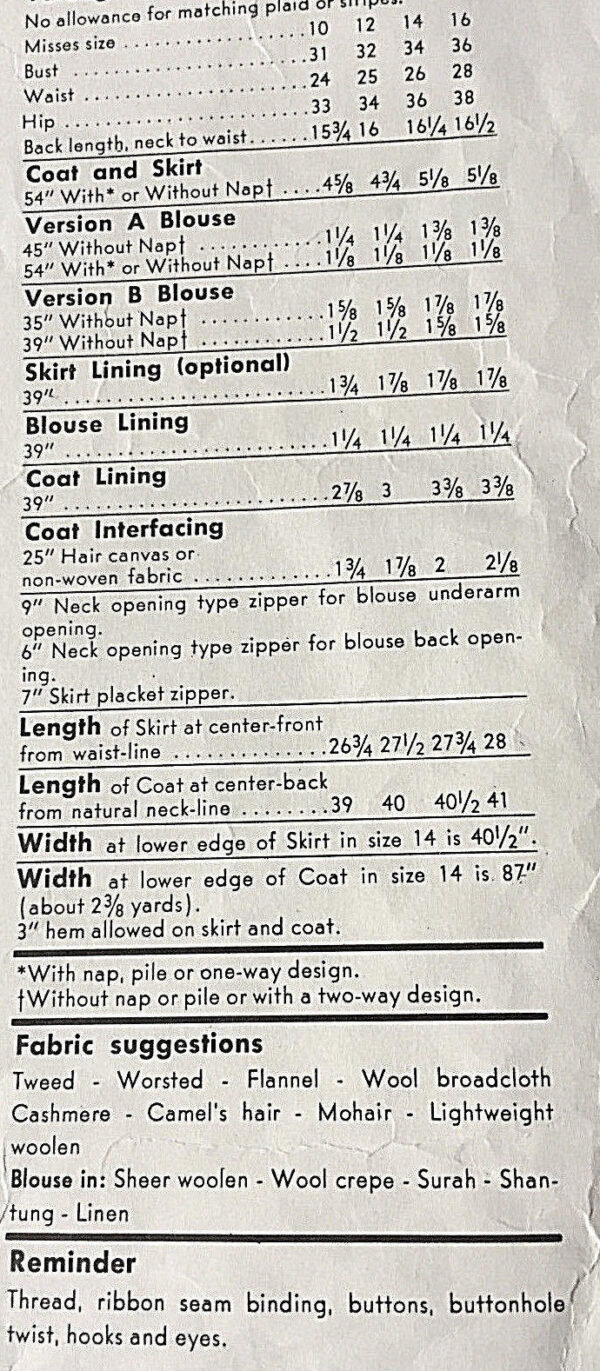 No allowance for matching plaid or stripes.
Misses size .................... 10 12 14 16
Bust .................... 31 32 34 36
Waist .................... 24 25 26 28
Hip .................... 33 34 36 38
Back length, neck to waist...... 15¾ 16 16¼ 16½
Coat and Skirt
54" With* or Without Nap† ....4⅝ 4¾ 5⅛ 5⅛
Version A Blouse
45" Without Nap† ............1¼ 1¼ 1⅜ 1⅜
54" With* or Without Nap† ....1⅛ 1⅛ 1⅛ 1⅛
Version B Blouse
35" Without Nap† ............1⅝ 1⅝ 1⅞ 1⅞
39" Without Nap† ............1½ 1½ 1⅝ 1⅝
Skirt Lining (optional)
39" ..........................1¾ 1⅞ 1⅞ 1⅞
Blouse Lining
39" ..........................1¼ 1¼ 1¼ 1¼
Coat Lining
39" ..........................2⅞ 3 3⅜ 3⅜
Coat Interfacing
25" Hair canvas or
non-woven fabric .............1¾ 1⅞ 2 2⅛
9" Neck opening type zipper for blouse underarm
opening.
6" Neck opening type zipper for blouse back open-
ing.
7" Skirt placket zipper.
Length of Skirt at center-front
from waist-line ..............26¾ 27½ 27¾ 28
Length of Coat at center-back
from natural neck-line ........39 40 40½ 41
Width at lower edge of Skirt in size 14 is 40½".
Width at lower edge of Coat in size 14 is 87"
(about 2⅜ yards).
3" hem allowed on skirt and coat.
*With nap, pile or one-way design.
†Without nap or pile or with a two-way design.
Fabric suggestions
Tweed - Worsted - Flannel - Wool broadcloth
Cashmere - Camel's hair - Mohair - Lightweight
woolen
Blouse in: Sheer woolen - Wool crepe - Surah - Shan-
tung - Linen
Reminder
Thread, ribbon seam binding, buttons, buttonhole
twist, hooks and eyes.